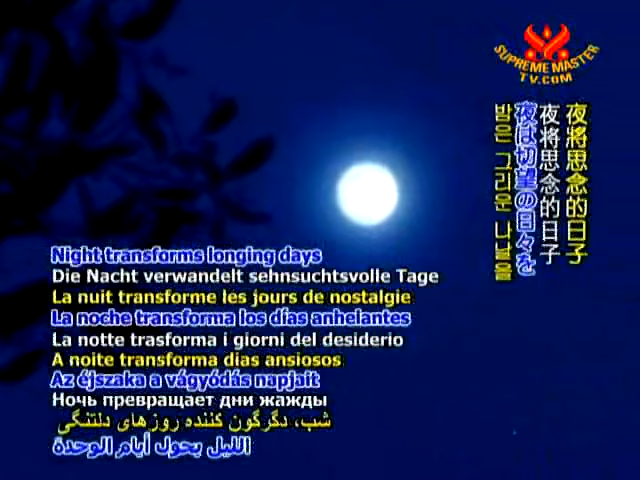 SUPREME MASTER
TV.COM
夜將思念的日子
夜将思念的日子
夜は切望の日々を
밤은 그리운 나날을
Night transforms longing days
Die Nacht verwandelt sehnsuchtsvolle Tage
La nuit transforme les jours de nostalgie
La noche transforma los días anhelantes
La notte trasforma i giorni del desiderio
A noite transforma dias ansiosos
Az éjszaka a vágyódás napjait
Ночь превращает дни жажды
شب، دگرگون کننده روزهای دلتنگی
الليل يحول أيام الوحدة